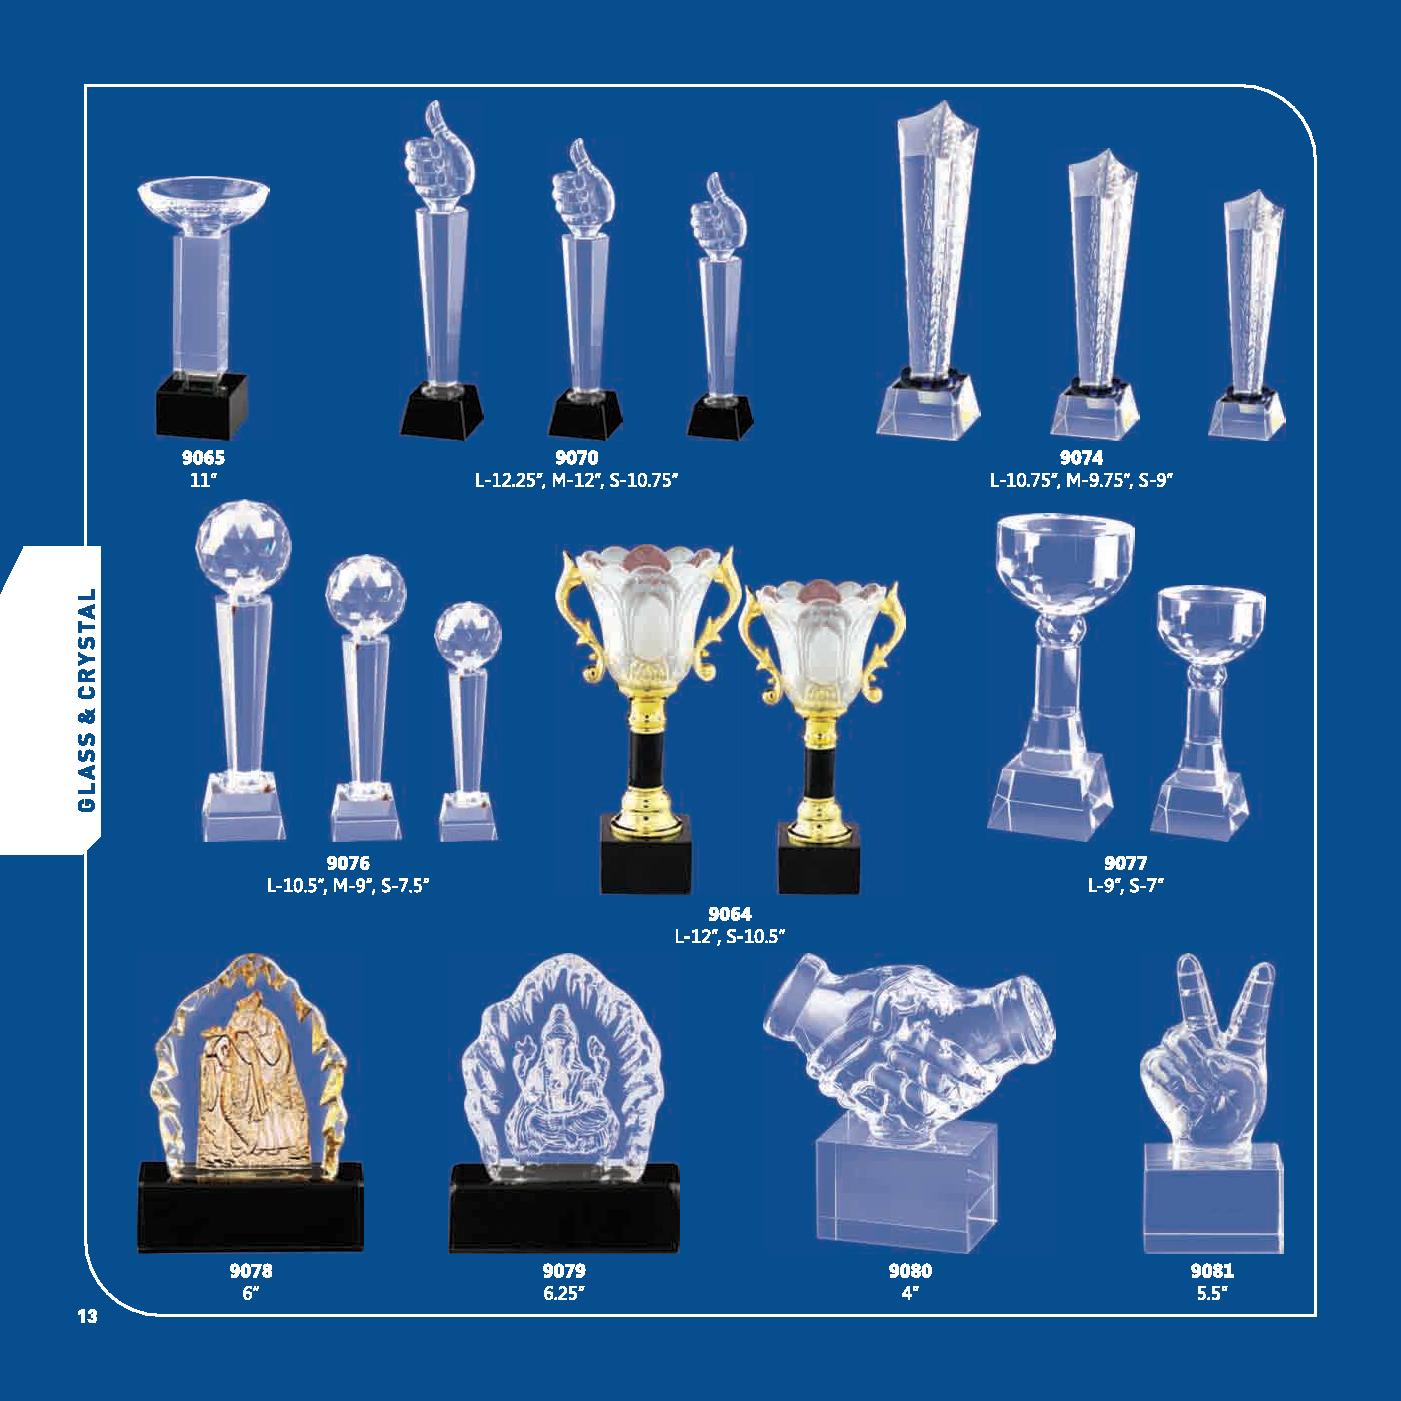 9065
11"
9070
L-12.25", M-12", S-10.75"
9074
L-10.75", M-9.75", S-9"
GLASS & CRYSTAL
9076
L-10.5", M-9", S-7.5"
9064
L-12", S-10.5"
9077
L-9", S-7"
9078
6"
9079
6.25"
9080
4"
9081
5.5"
13